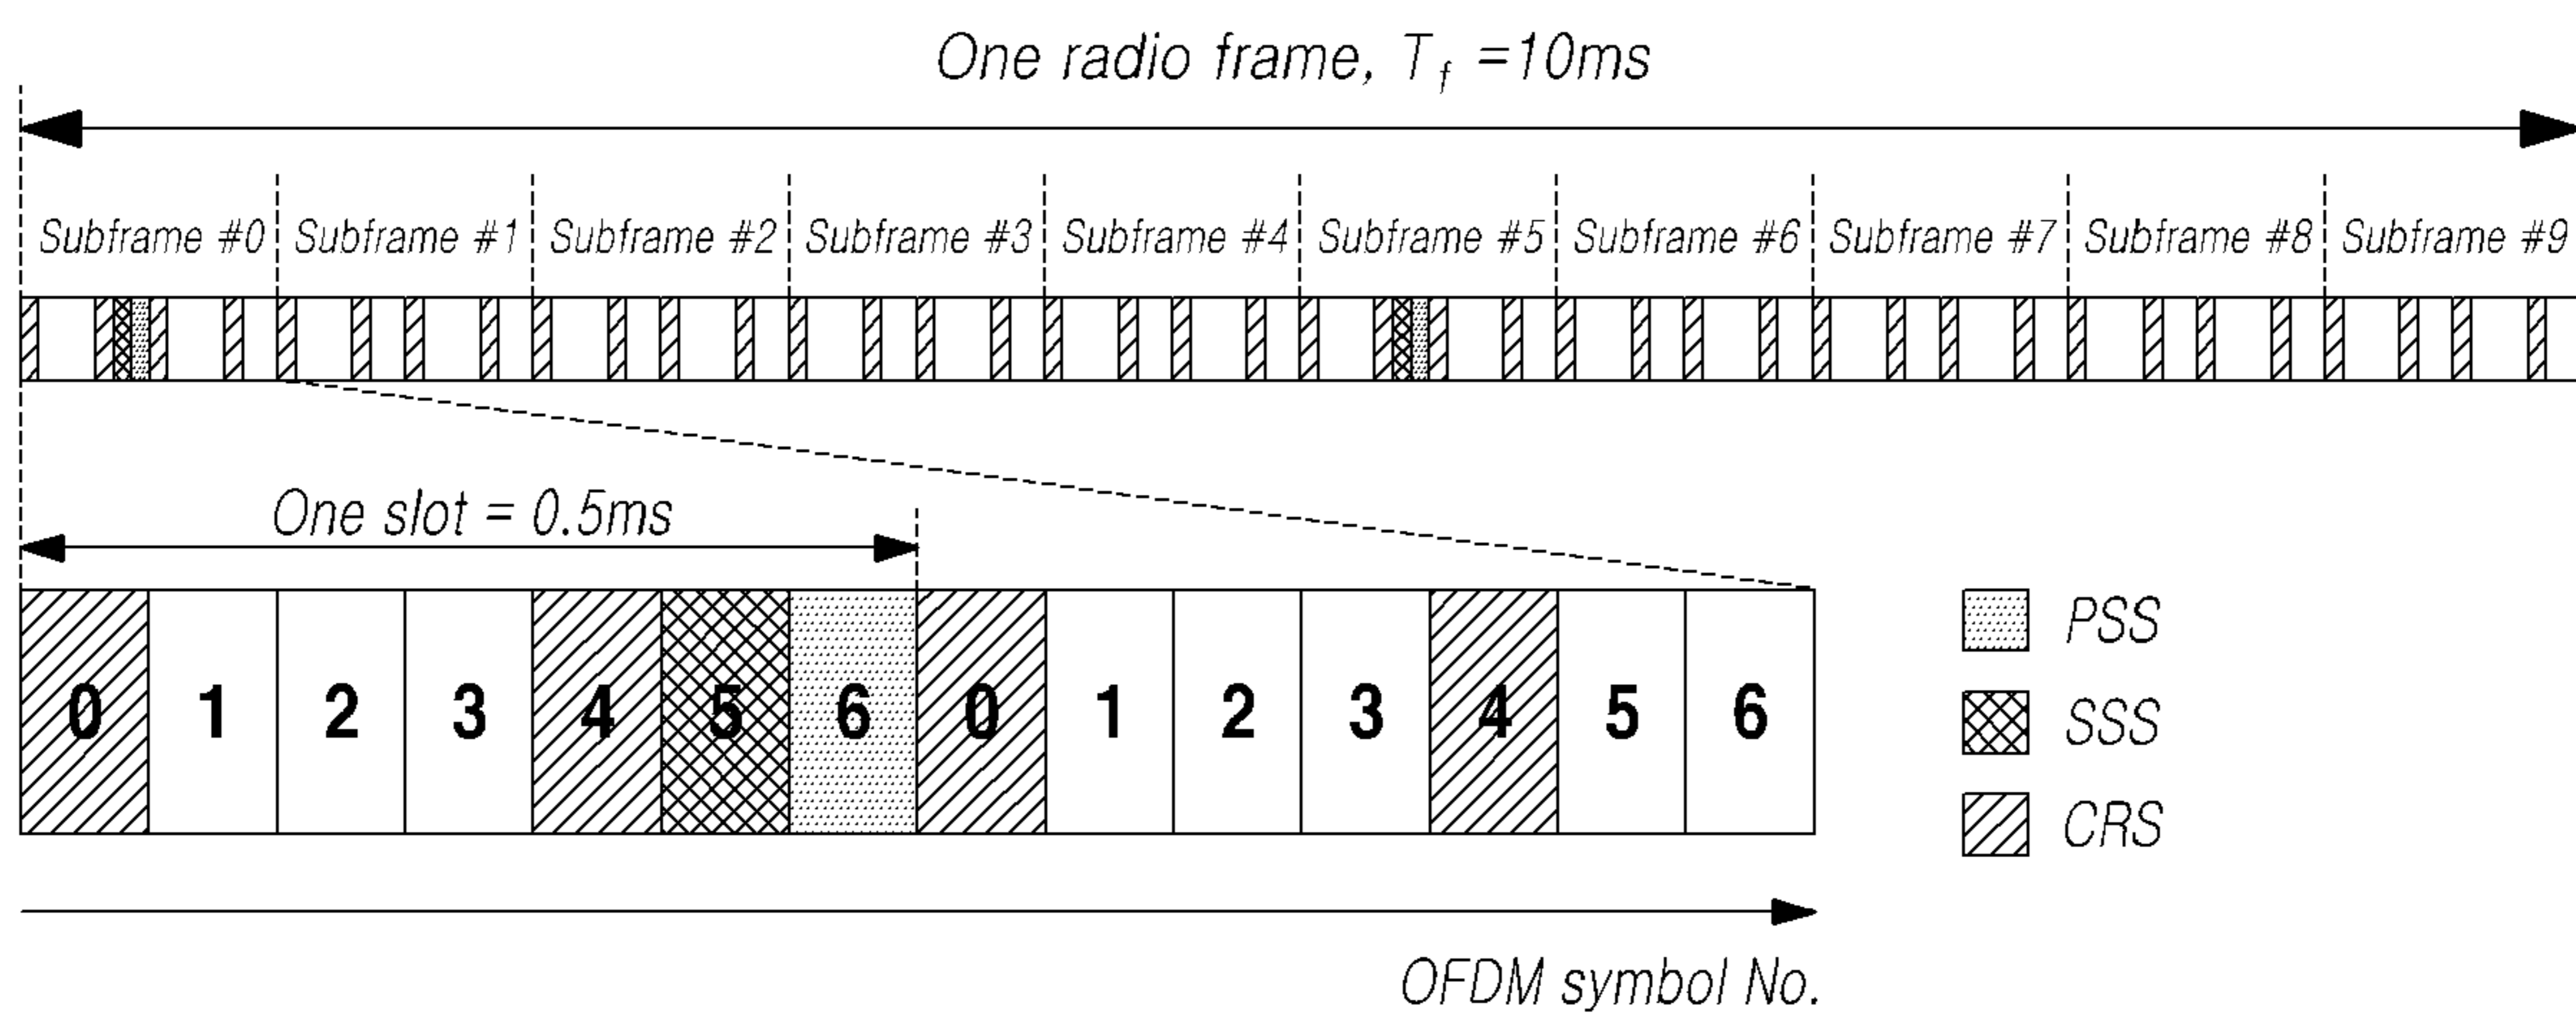 One radio frame, T_f =10ms
Subframe #0 Subframe #1 Subframe #2 Subframe #3 Subframe #4 Subframe #5 Subframe #6 Subframe #7 Subframe #8 Subframe #9
One slot = 0.5ms
0 1 2 3 4 5 6 0 1 2 3 4 5 6
PSS
SSS
CRS
OFDM symbol No.